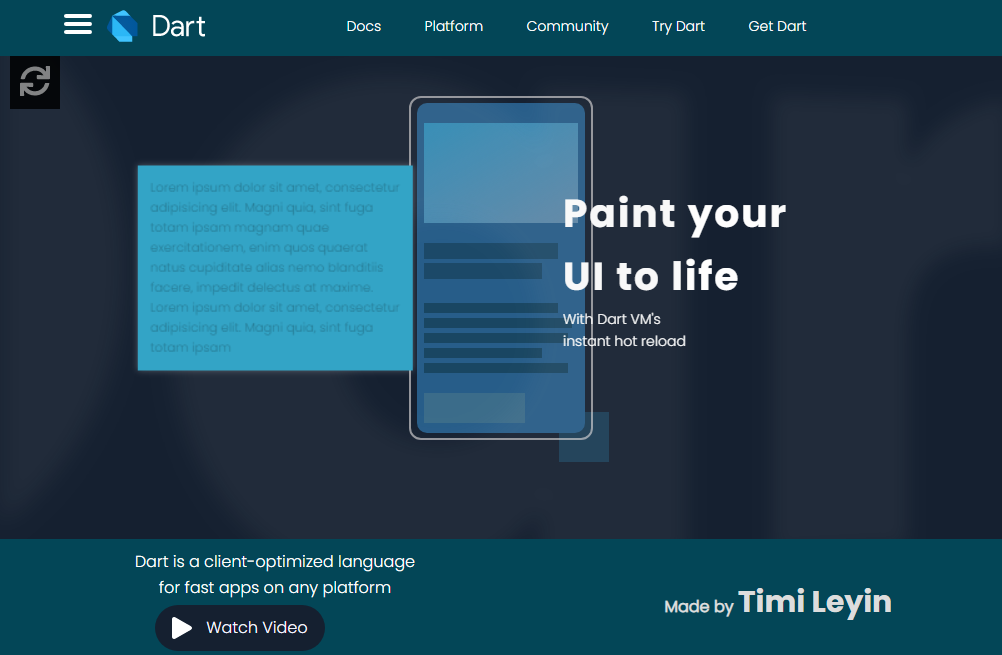 Dart
Docs
Platform
Community
Try Dart
Get Dart
Lorem ipsum dolor sit amet, consectetur
adipisicing elit. Magni quia, sint fuga
totam ipsam magnam quae
exercitationem, enim quos quaerat
natus cupiditate alias nemo blanditiis
facere, impedit delectus at maxime.
Lorem ipsum dolor sit amet, consectetur
adipisicing elit. Magni quia, sint fuga
totam ipsam
Paint your
UI to life
With Dart VM's
instant hot reload
Dart is a client-optimized language
for fast apps on any platform
Watch Video
Made by Timi Leyin